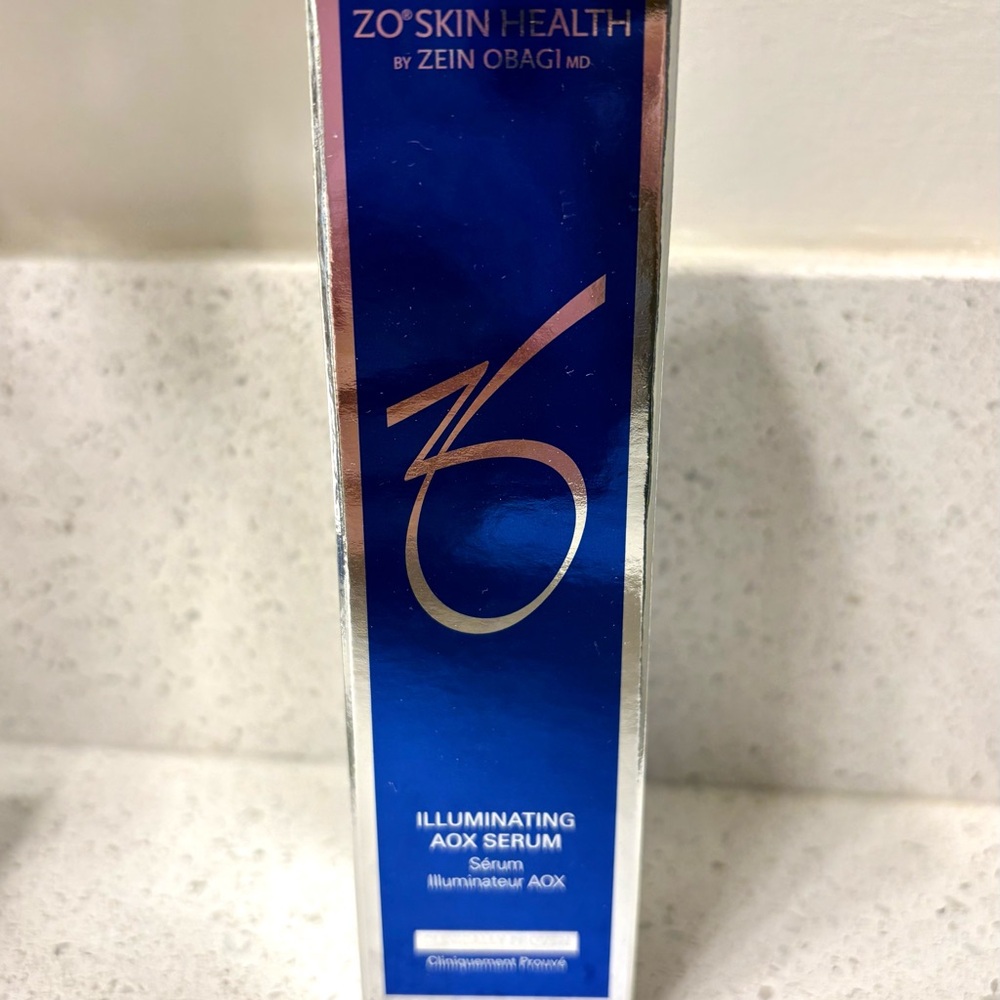 ZO® SKIN HEALTH
BY ZEIN OBAGI MD
ILLUMINATING
AOX SERUM
Sérum
Illuminateur AOX
Cliniquement Prouvé